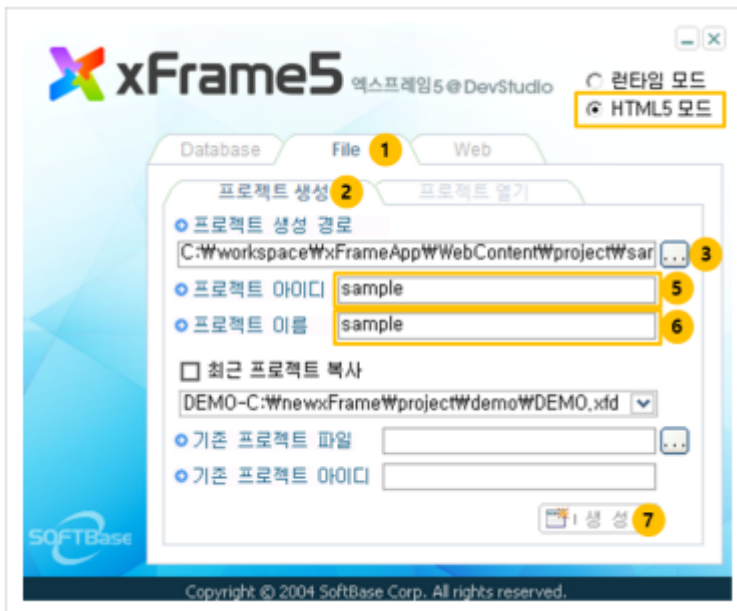 xFrame5 엑스프레임5@DevStudio
런타임 모드
HTML5 모드
Database File 1 Web
프로젝트 생성 2 프로젝트 열기
프로젝트 생성 경로
C:₩workspace₩xFrameApp₩WebContent₩project₩sar ... 3
프로젝트 아이디 sample 5
프로젝트 이름 sample 6
최근 프로젝트 복사
DEMO-C:₩newxFrame₩project₩demo₩DEMO.xfd
기존 프로젝트 파일 ...
기존 프로젝트 아이디
생 성 7
SOFTBase
Copyright © 2004 SoftBase Corp. All rights reserved.